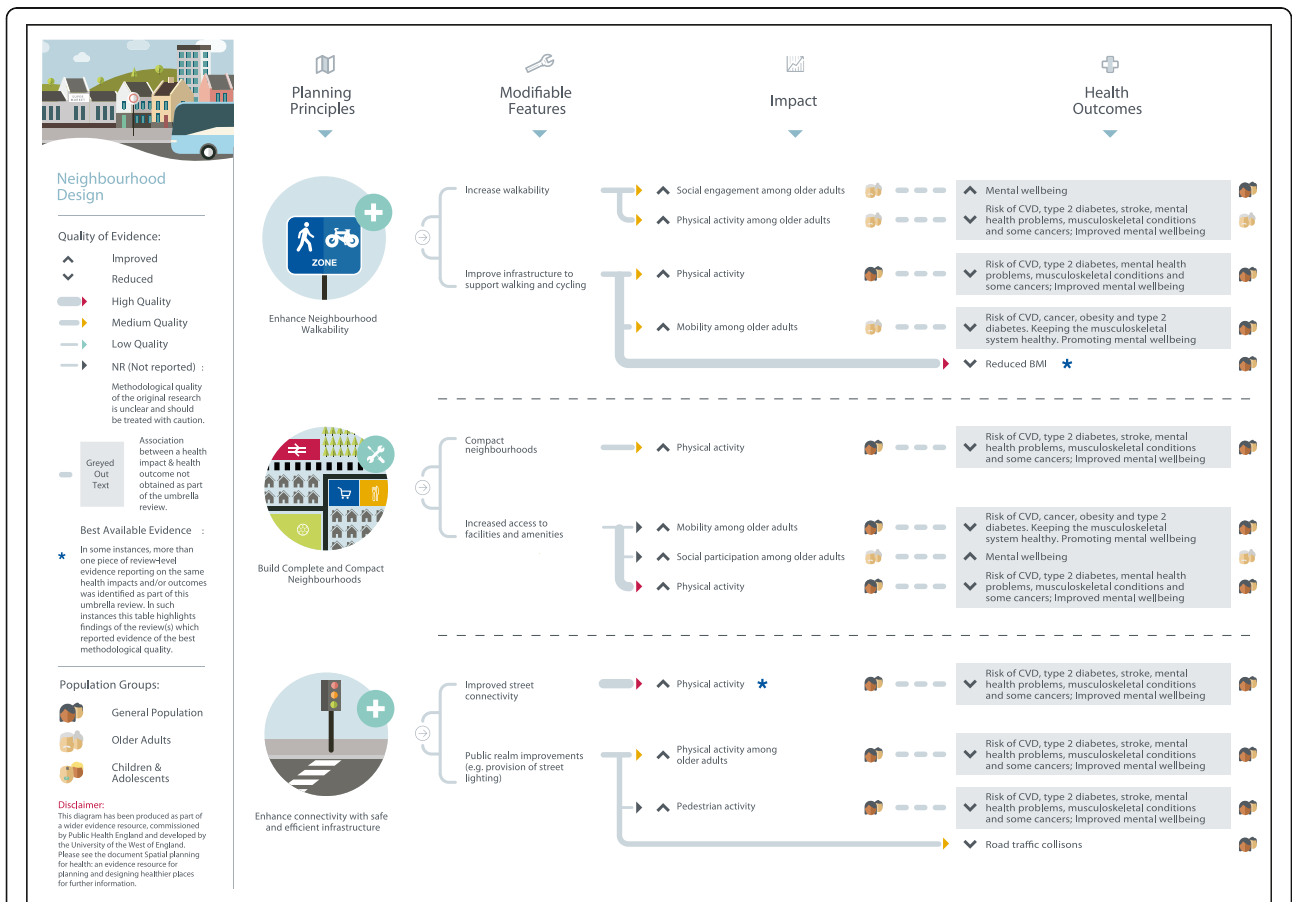 Neighbourhood
Design
Quality of Evidence:
Improved
Reduced
High Quality
Medium Quality
Low Quality
NR (Not reported) :
Methodological quality
of the original research
is unclear and should
be treated with caution.
Greyed
Out
Text
Association
between a health
impact & health
outcome not
obtained as part
of the umbrella
review.
Best Available Evidence :
* In some instances, more than
one piece of review-level
evidence reporting on the same
health impacts and/or outcomes
was identified as part of this
umbrella review. In such
instances this table highlights
findings of the review(s) which
reported evidence of the best
methodological quality.
Population Groups:
General Population
Older Adults
Children &
Adolescents
Disclaimer:
This diagram has been produced as part of
a wider evidence resource, commissioned
by Public Health England and developed by
the University of the West of England.
Please see the document Spatial planning
for health: an evidence resource for
planning and designing healthier places
for further information.
Planning
Principles
Modifiable
Features
Impact
Health
Outcomes
ZONE
Enhance Neighbourhood
Walkability
Increase walkability
Social engagement among older adults
Mental wellbeing
Physical activity among older adults
Risk of CVD, type 2 diabetes, stroke, mental
health problems, musculoskeletal conditions
and some cancers; Improved mental wellbeing
Improve infrastructure to
support walking and cycling
Physical activity
Risk of CVD, type 2 diabetes, mental health
problems, musculoskeletal conditions and
some cancers; Improved mental wellbeing
Mobility among older adults
Risk of CVD, cancer, obesity and type 2
diabetes. Keeping the musculoskeletal
system healthy. Promoting mental wellbeing
Reduced BMI *
Build Complete and Compact
Neighbourhoods
Compact
neighbourhoods
Physical activity
Risk of CVD, type 2 diabetes, stroke, mental
health problems, musculoskeletal conditions
and some cancers; Improved mental wellbeing
Increased access to
facilities and amenities
Mobility among older adults
Risk of CVD, cancer, obesity and type 2
diabetes. Keeping the musculoskeletal
system healthy. Promoting mental wellbeing
Social participation among older adults
Mental wellbeing
Physical activity
Risk of CVD, type 2 diabetes, mental health
problems, musculoskeletal conditions and
some cancers; Improved mental wellbeing
Enhance connectivity with safe
and efficient infrastructure
Improved street
connectivity
Physical activity *
Risk of CVD, type 2 diabetes, stroke, mental
health problems, musculoskeletal conditions
and some cancers; Improved mental wellbeing
Public realm improvements
(e.g. provision of street
lighting)
Physical activity among
older adults
Risk of CVD, type 2 diabetes, stroke, mental
health problems, musculoskeletal conditions
and some cancers; Improved mental wellbeing
Pedestrian activity
Risk of CVD, type 2 diabetes, stroke, mental
health problems, musculoskeletal conditions
and some cancers; Improved mental wellbeing
Road traffic collisons